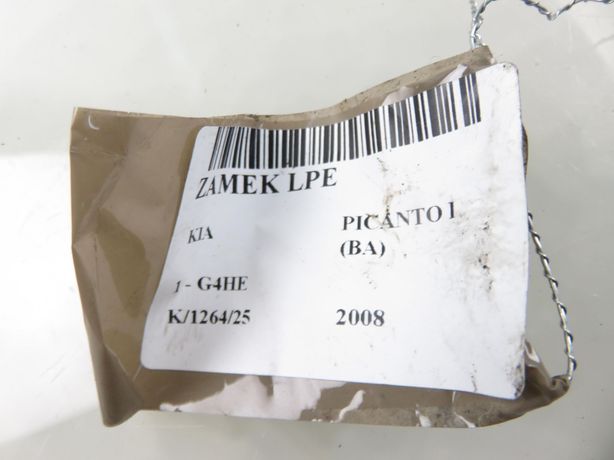 ZAMEK LPE
KIA PICANTO I
(BA)
1 - G4HE
K/1264/25 2008